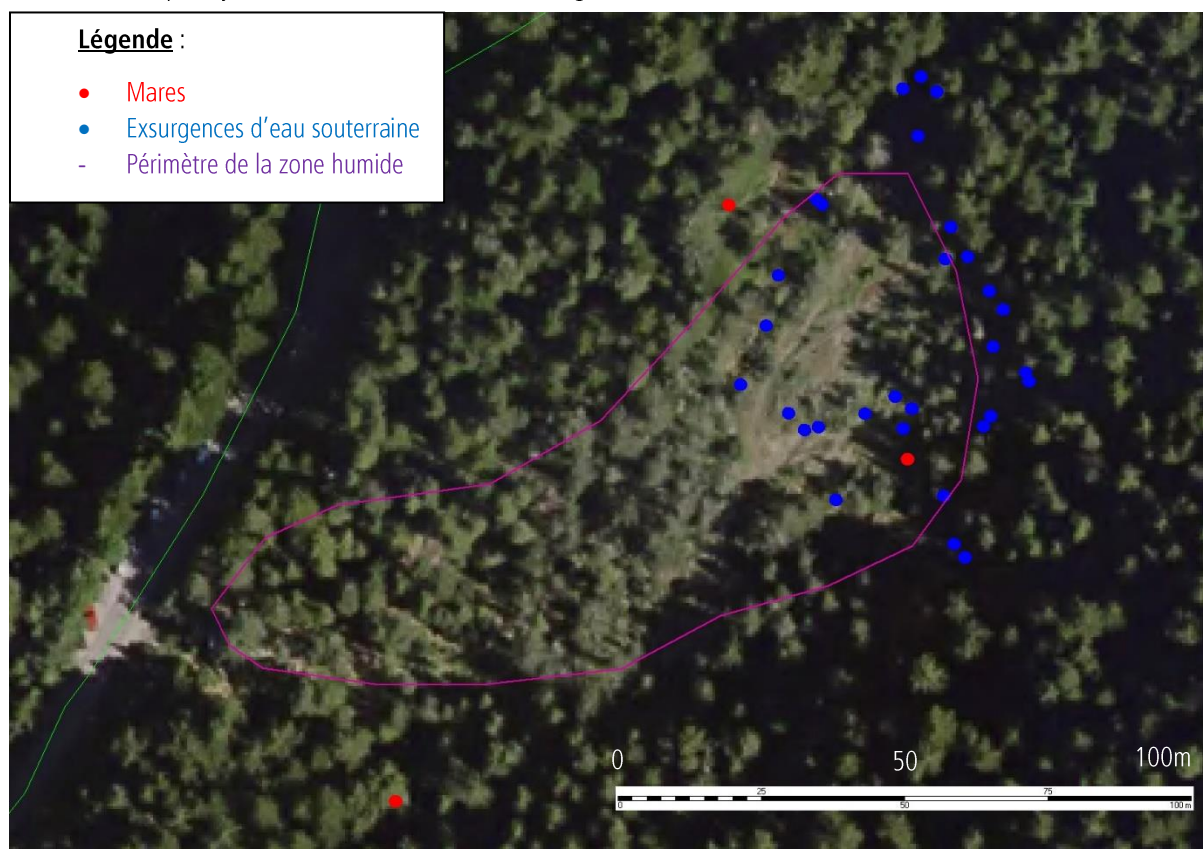 Légende :
Mares
Exsurgences d'eau souterraine
- Périmètre de la zone humide
0 50 100m
25 75
0 50 100 m